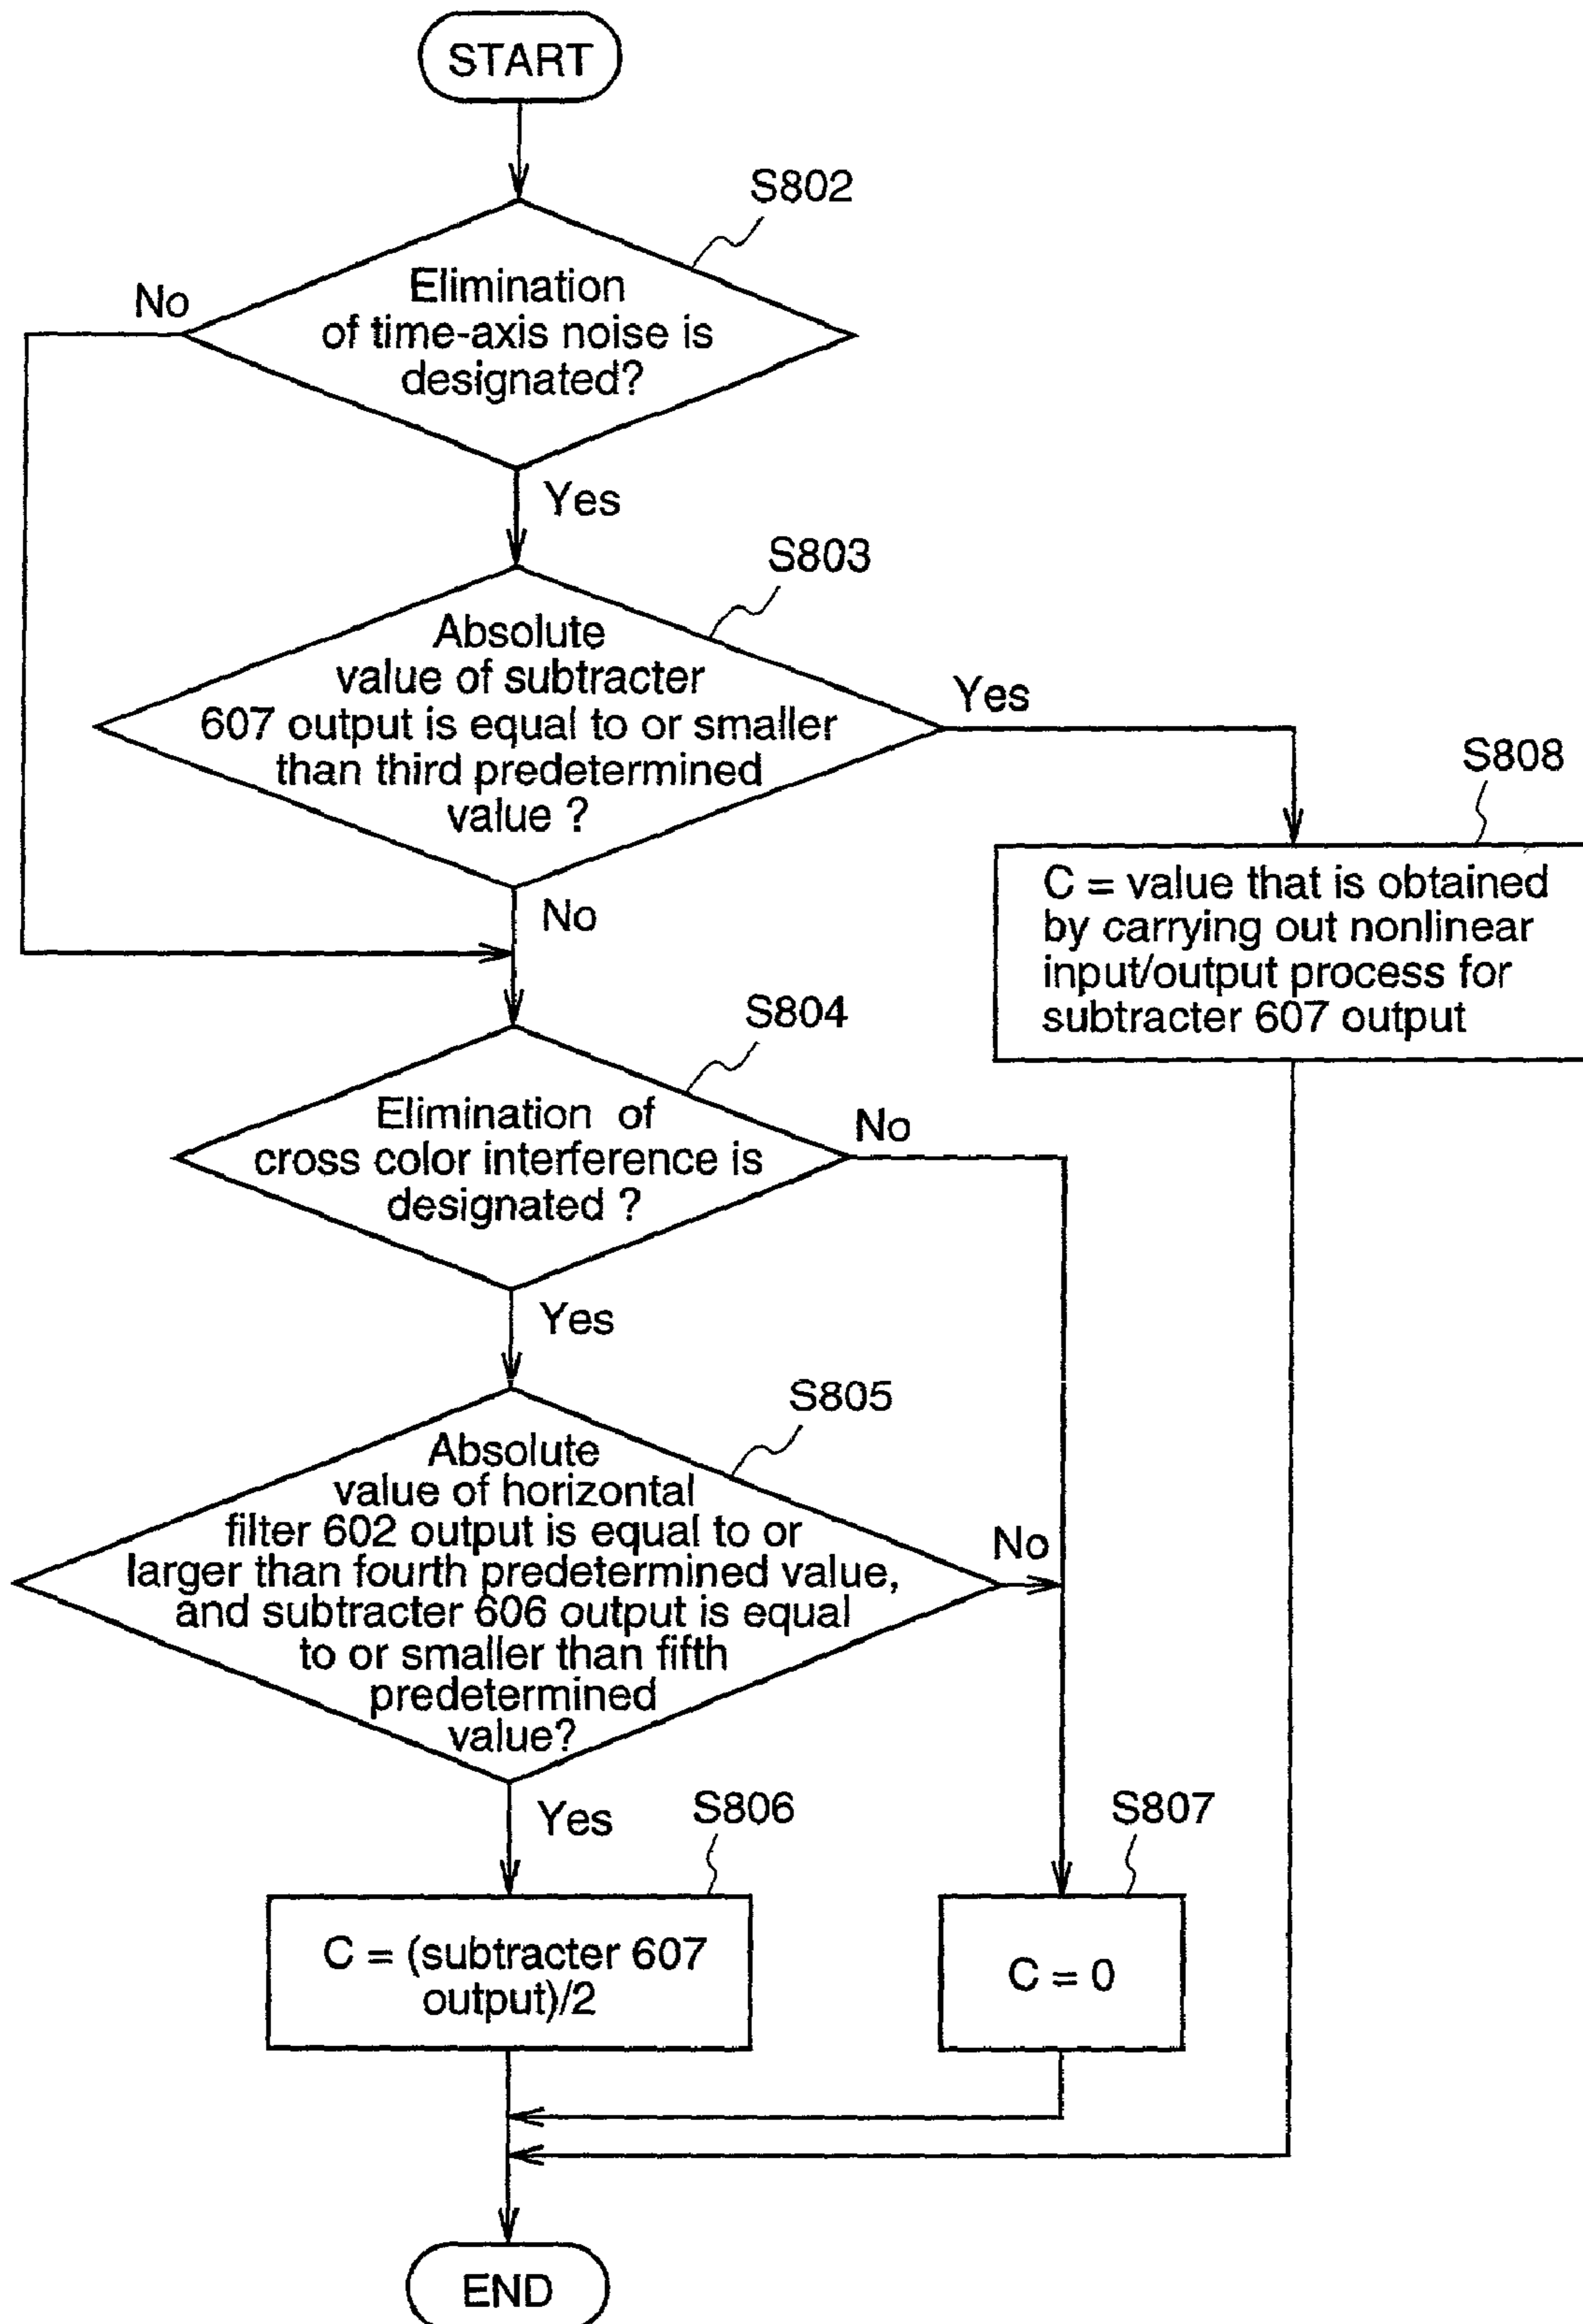 START
S802
Elimination
of time-axis noise is
designated?
No
Yes
S803
Absolute
value of subtracter
607 output is equal to or smaller
than third predetermined
value ?
Yes
No
S808
C = value that is obtained
by carrying out nonlinear
input/output process for
subtracter 607 output
S804
Elimination of
cross color interference is
designated ?
No
Yes
S805
Absolute
value of horizontal
filter 602 output is equal to or
larger than fourth predetermined value,
and subtracter 606 output is equal
to or smaller than fifth
predetermined
value?
No
Yes
S806
C = (subtracter 607
output)/2
S807
C = 0
END